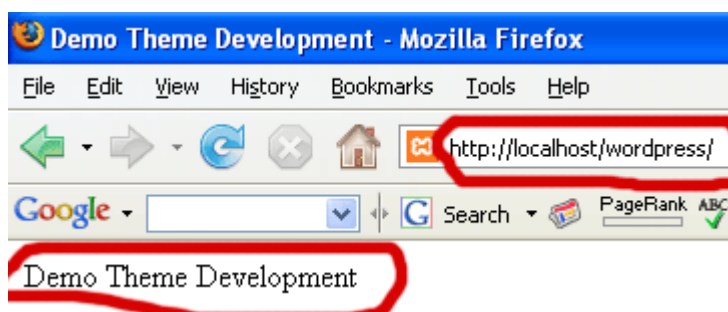 Demo Theme Development - Mozilla Firefox
File Edit View History Bookmarks Tools Help
http://localhost/wordpress/
Google G Search PageRank ABC
Demo Theme Development